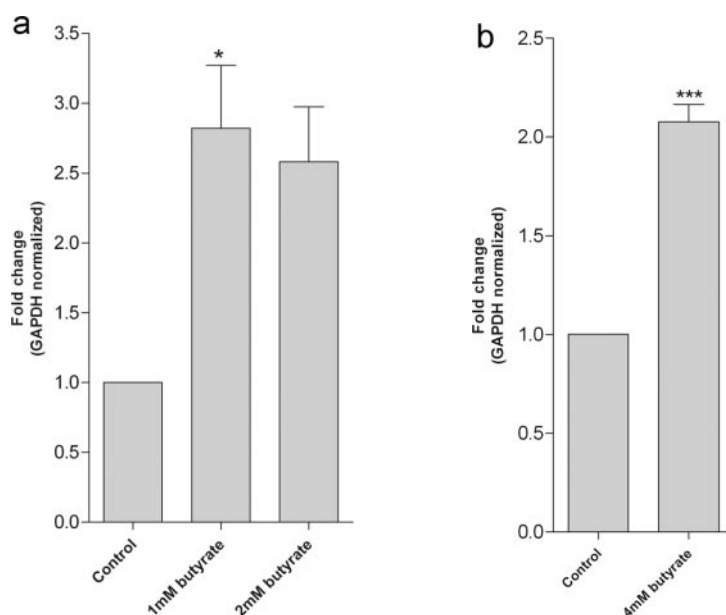 a
3.5
3.0
2.5
2.0
1.5
1.0
0.5
0.0
Fold change
(GAPDH normalized)
*
Control
1mM butyrate
2mM butyrate
b
2.5
2.0
1.5
1.0
0.5
0.0
Fold change
(GAPDH normalized)
***
Control
4mM butyrate